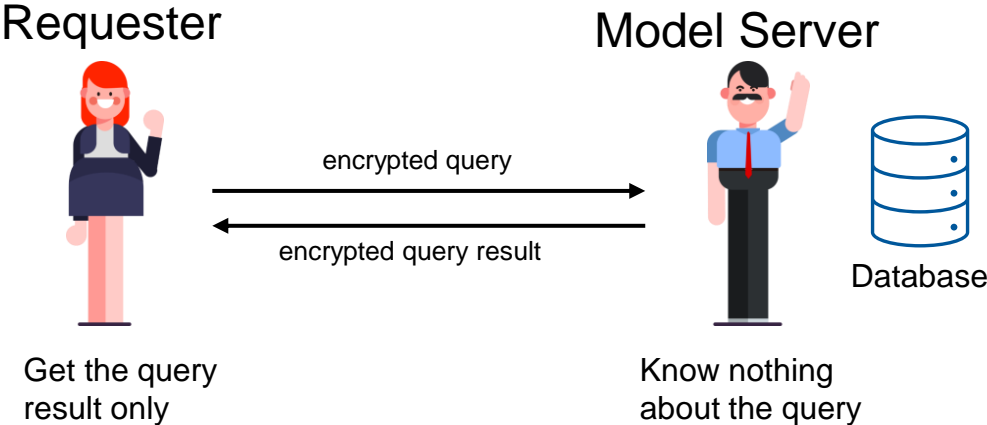 Requester
Model Server
encrypted query
encrypted query result
Database
Get the query
result only
Know nothing
about the query